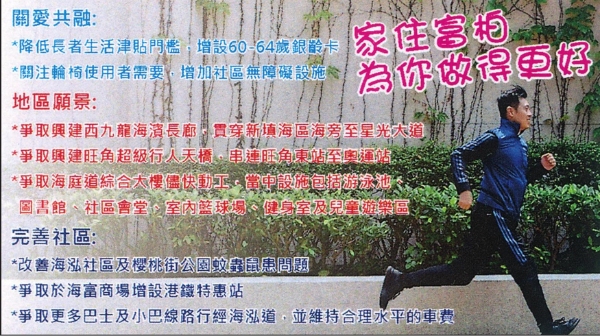 關愛共融:
*降低長者生活津貼門檻，增設60-64歲銀齡卡
*關注輪椅使用者需要，增加社區無障礙設施
家住富柏
為你做得更好
地區願景:
*爭取興建西九龍海濱長廊，貫穿新填海區海旁至星光大道
*爭取興建旺角超級行人天橋，串連旺角東站至奧運站
*爭取海庭道綜合大樓儘快動工，當中設施包括游泳池、
圖書館、社區會堂、室內籃球場、健身室及兒童遊樂區
完善社區:
*改善海泓社區及櫻桃街公園蚊蟲鼠患問題
*爭取於海富商場增設港鐵特惠站
*爭取更多巴士及小巴線路行經海泓道，並維持合理水平的車費